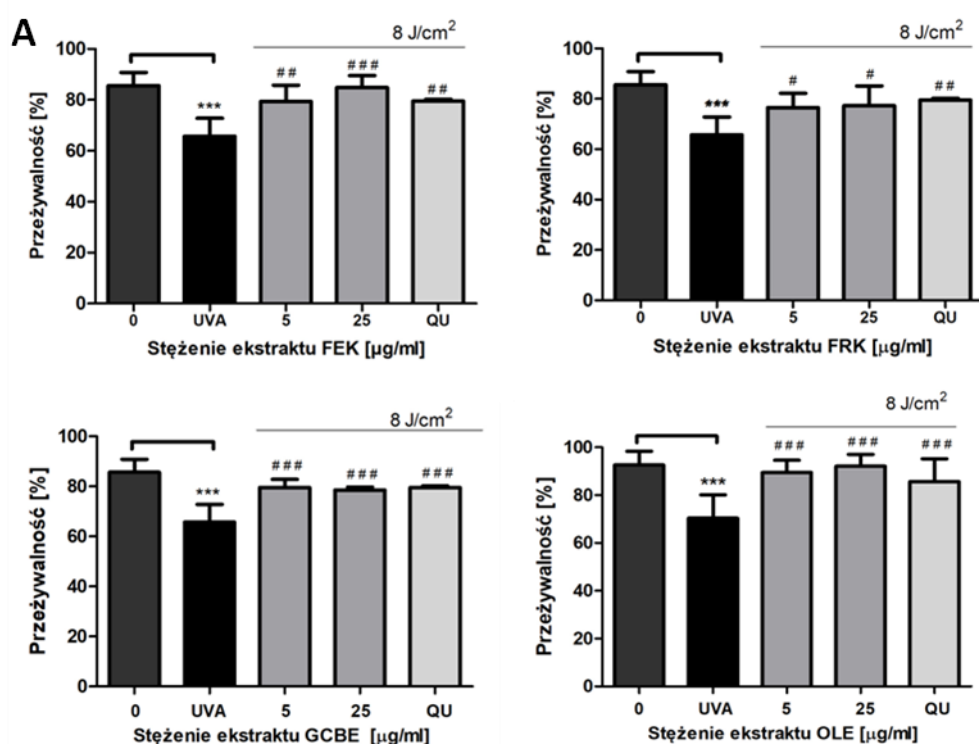 A
8 J/cm²
100
80
60
40
20
0
Przeżywalność [%]
***
##
###
##
0 UVA 5 25 QU
Stężenie ekstraktu FEK [µg/ml]
8 J/cm²
100
80
60
40
20
0
Przeżywalność [%]
***
#
#
##
0 UVA 5 25 QU
Stężenie ekstraktu FRK [µg/ml]
8 J/cm²
100
80
60
40
20
0
Przeżywalność [%]
***
###
###
###
0 UVA 5 25 QU
Stężenie ekstraktu GCBE [µg/ml]
8 J/cm²
100
80
60
40
20
0
Przeżywalność [%]
***
###
###
###
0 UVA 5 25 QU
Stężenie ekstraktu OLE [µg/ml]